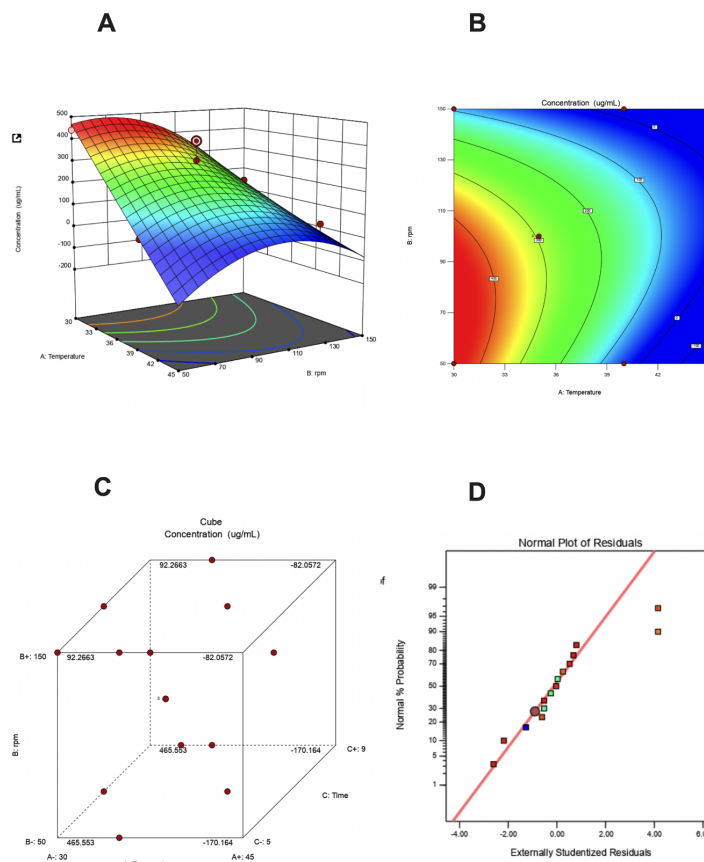 A
B
500
400
300
200
100
0
-100
-200
Concentration (ug/mL)
30
33
36
39
42
45
A: Temperature
50
70
90
110
130
150
B: rpm
Concentration (ug/mL)
150
130
110
90
70
50
B: rpm
30
33
36
39
42
A: Temperature
0
100
0
C
D
Cube
Concentration (ug/mL)
92.2663
-82.0572
B+: 150
92.2663
-82.0572
3
B: rpm
465.553
-170.164
C+: 9
C: Time
B-: 50
465.553
-170.164
C-: 5
A-: 30
A+: 45
Normal Plot of Residuals
Normal % Probability
99
95
90
80
70
50
30
20
10
5
1
-4.00
-2.00
0.00
2.00
4.00
Externally Studentized Residuals